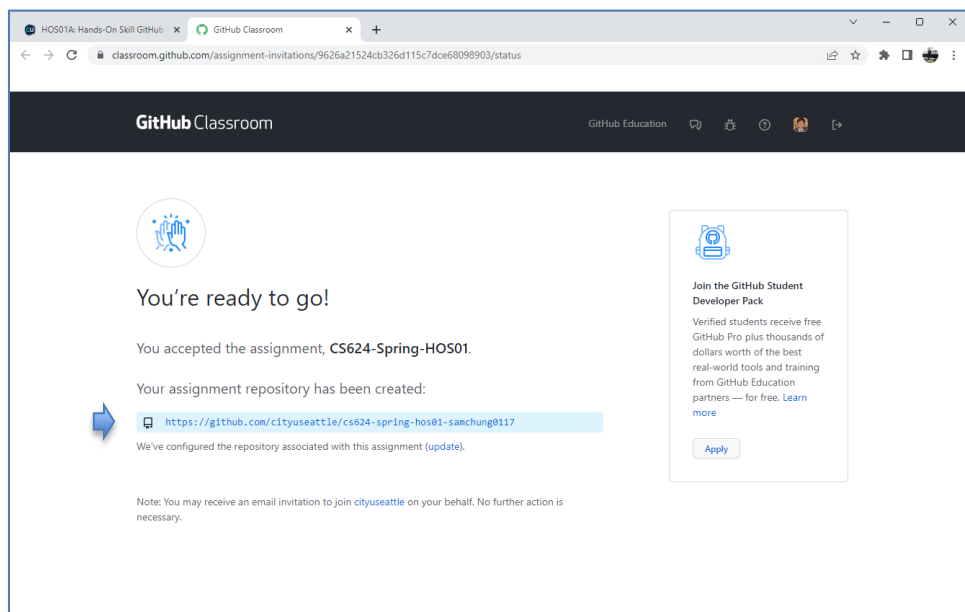 HOS01A: Hands-On Skill GitHub
GitHub Classroom
classroom.github.com/assignment-invitations/9626a21524cb326d115c7dce68098903/status
GitHub Classroom
GitHub Education
You're ready to go!
You accepted the assignment, CS624-Spring-HOS01.
Your assignment repository has been created:
https://github.com/cityuseattle/cs624-spring-hos01-samchung0117
We've configured the repository associated with this assignment (update).
Note: You may receive an email invitation to join cityuseattle on your behalf. No further action is
necessary.
Join the GitHub Student
Developer Pack
Verified students receive free
GitHub Pro plus thousands of
dollars worth of the best
real-world tools and training
from GitHub Education
partners — for free. Learn
more
Apply